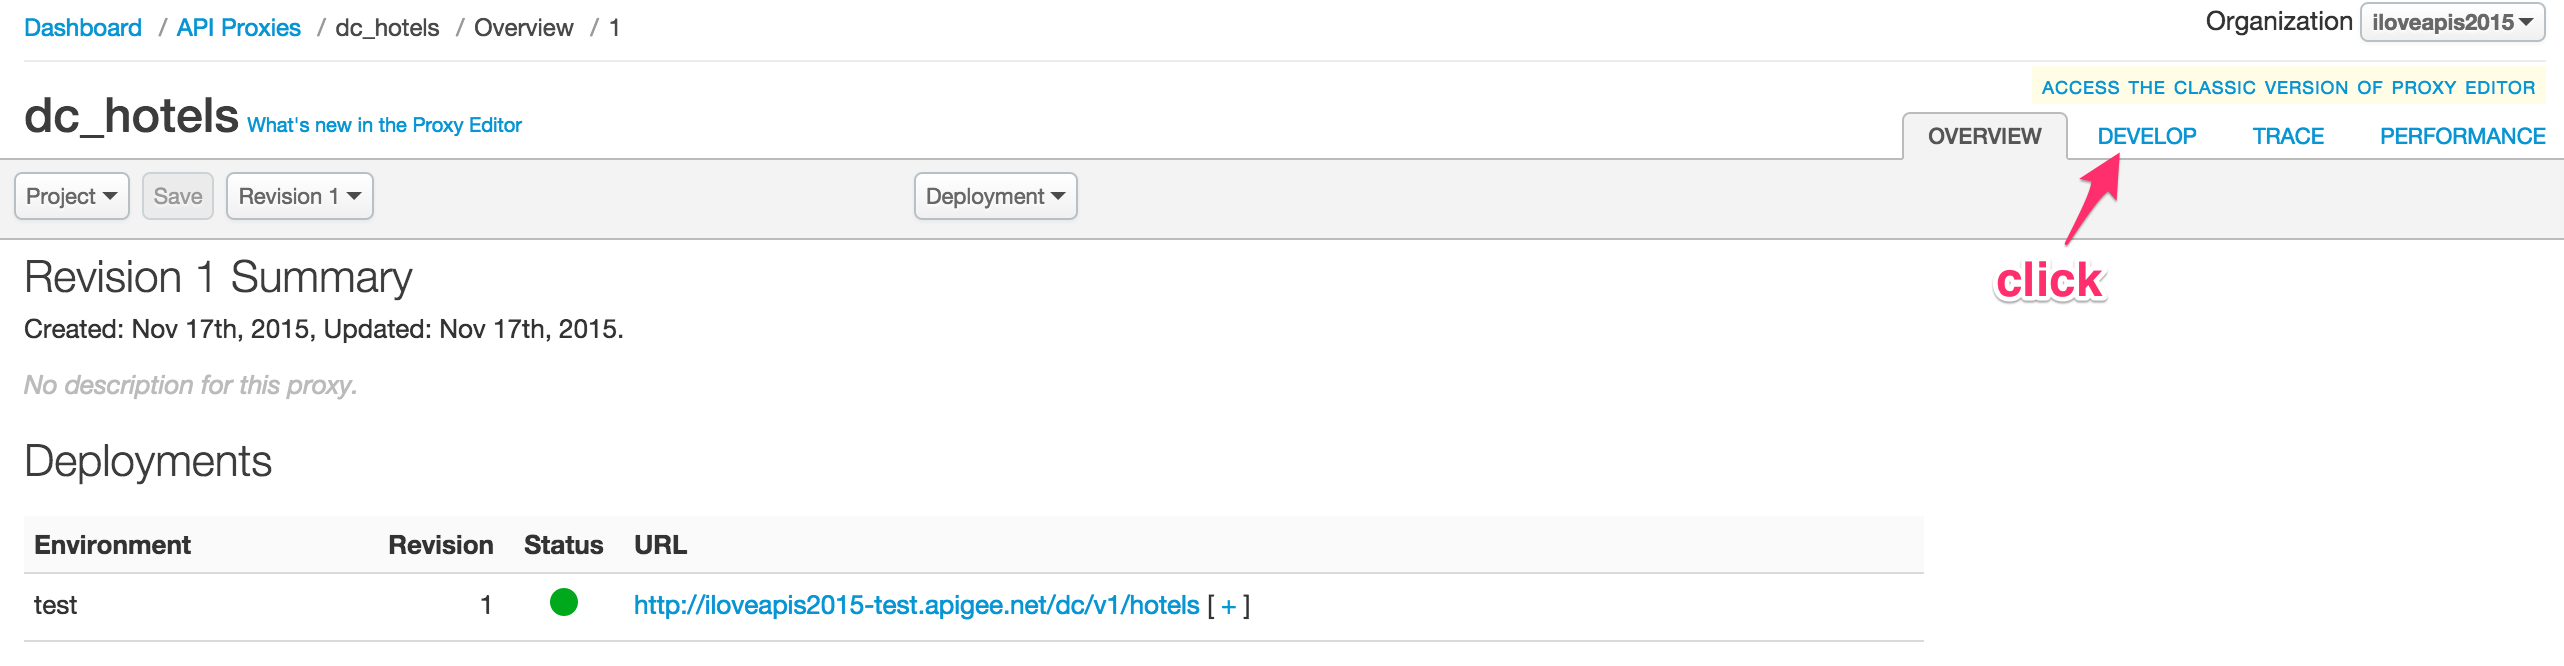 Dashboard / API Proxies / dc_hotels / Overview / 1
Organization iloveapis2015
ACCESS THE CLASSIC VERSION OF PROXY EDITOR
dc_hotels What's new in the Proxy Editor
OVERVIEW DEVELOP TRACE PERFORMANCE
Project Save Revision 1 Deployment
click
Revision 1 Summary
Created: Nov 17th, 2015, Updated: Nov 17th, 2015.
No description for this proxy.
Deployments
Environment Revision Status URL
test 1 http://iloveapis2015-test.apigee.net/dc/v1/hotels [ + ]